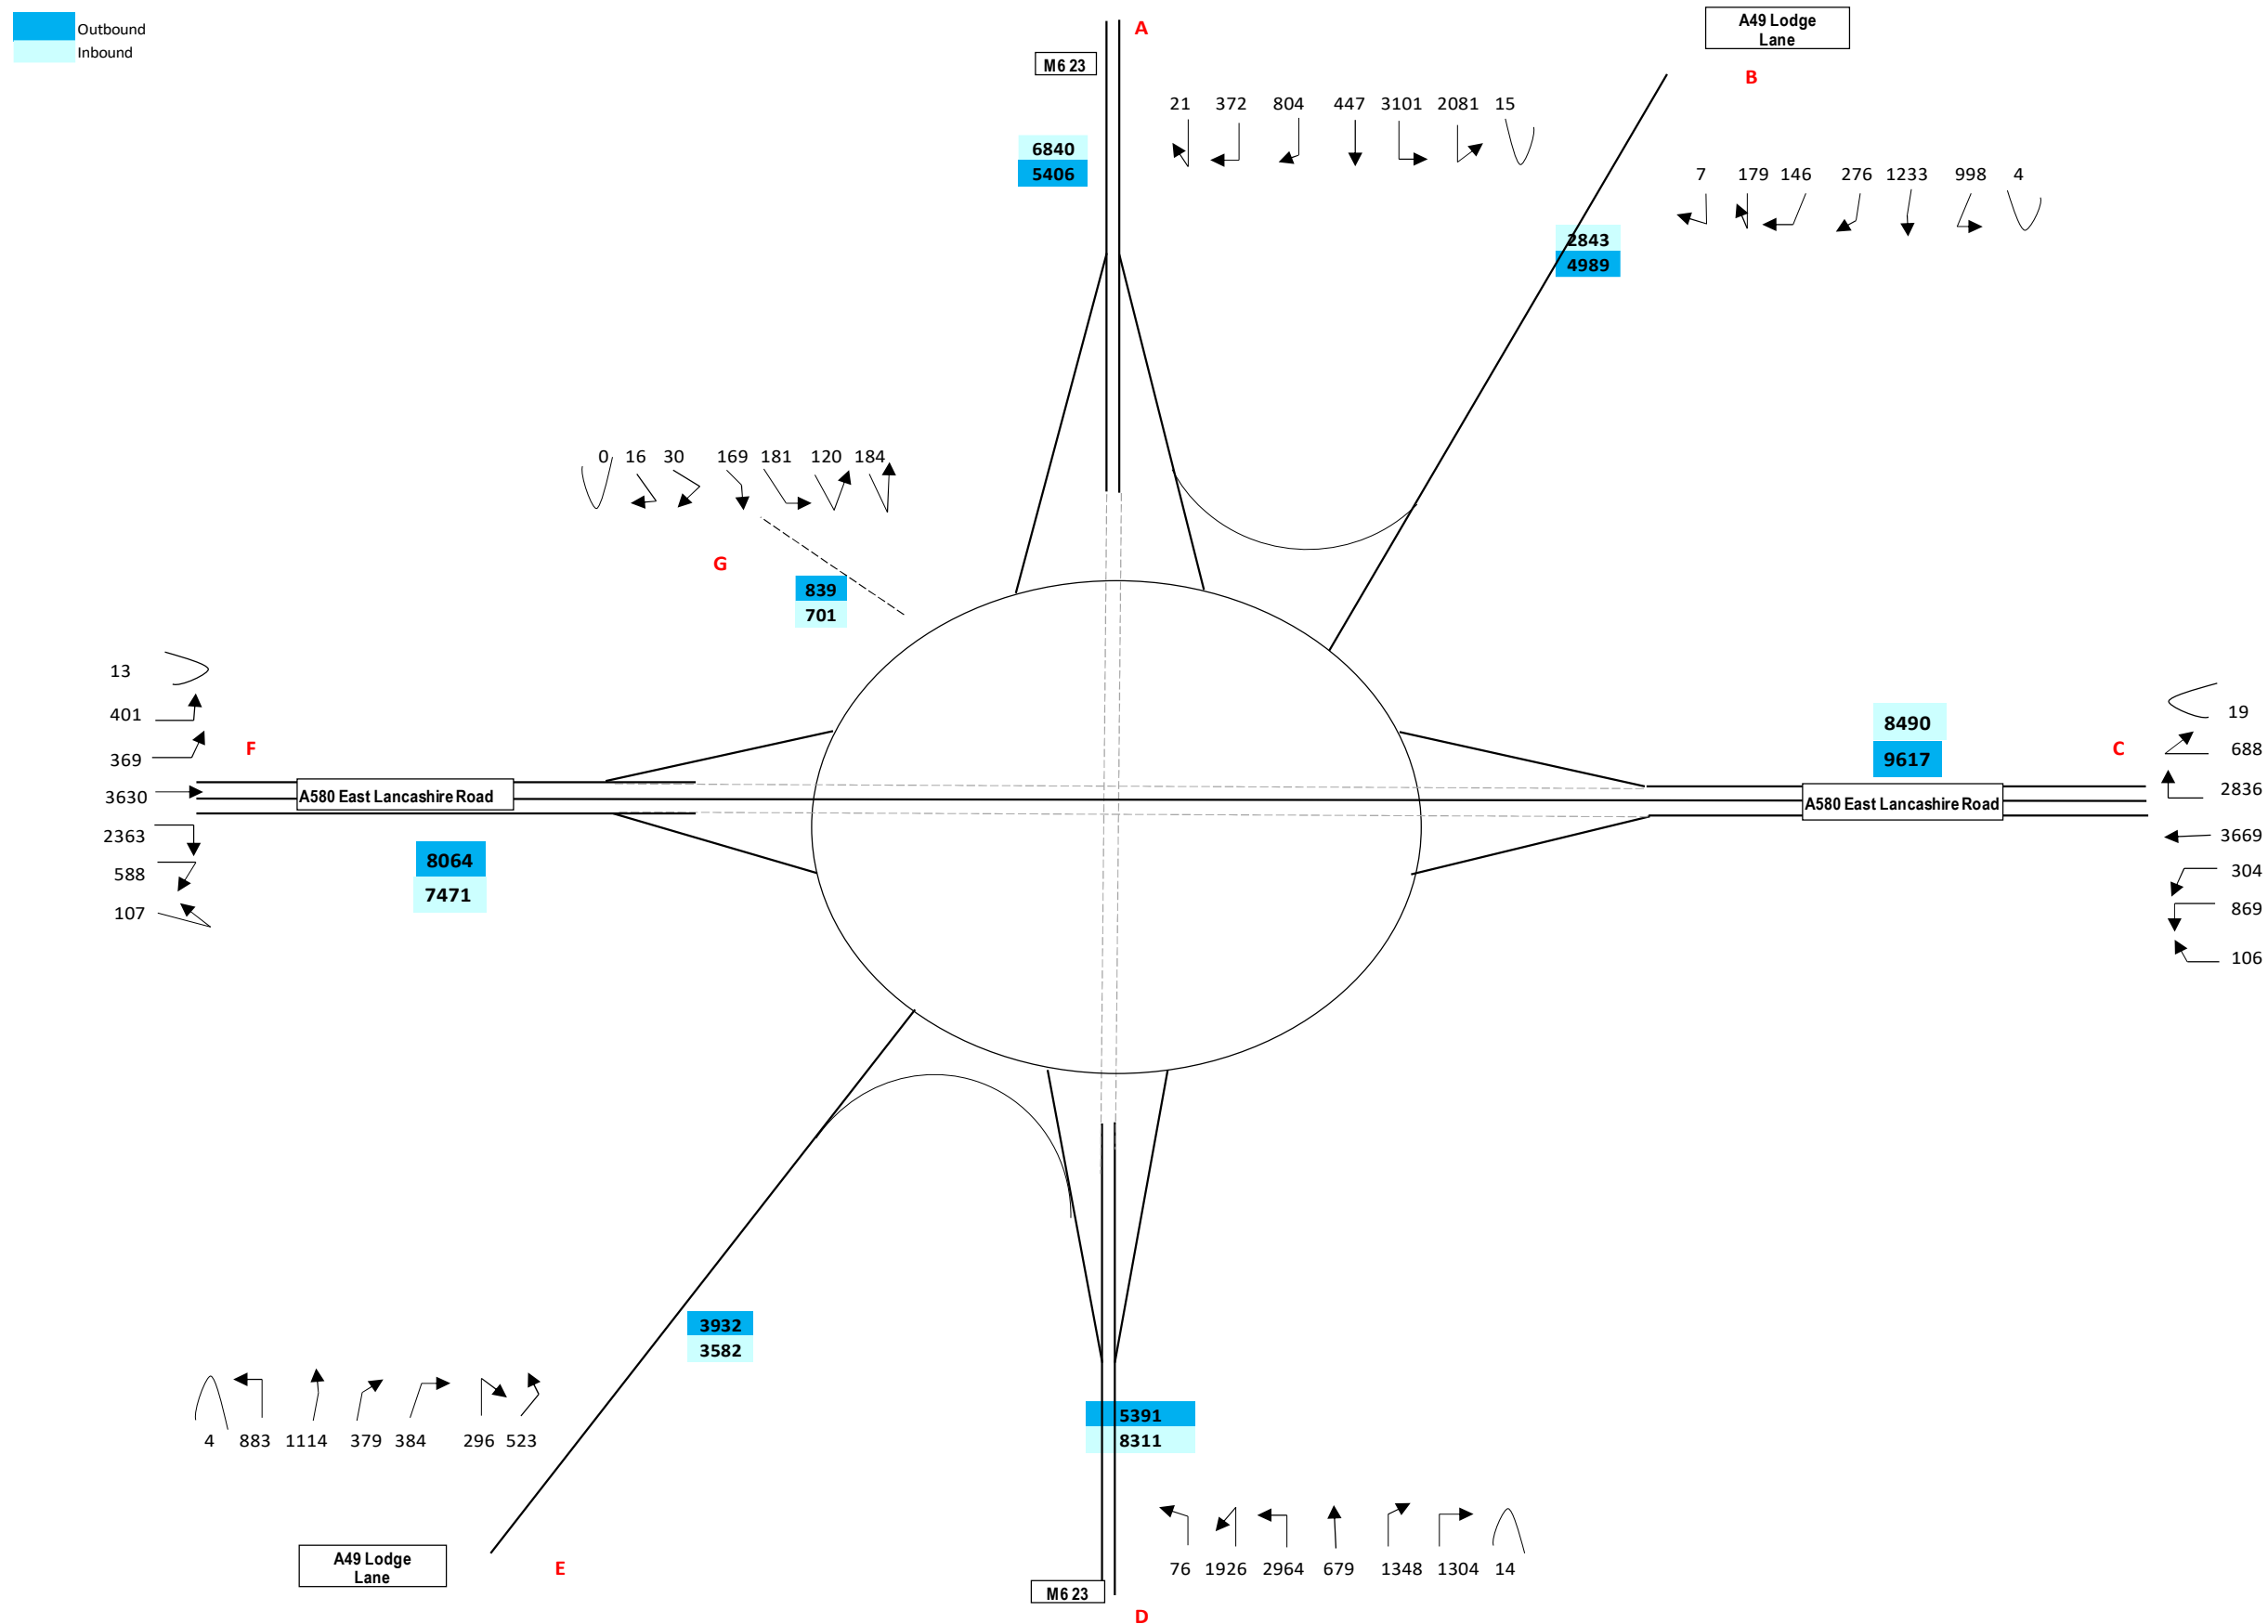 Outbound
Inbound
A
A49 Lodge
Lane
M6 23
B
21 372 804 447 3101 2081 15
6840
5406
7 179 146 276 1233 998 4
2843
4989
0 16 30 169 181 120 184
G
839
701
13
401
369
3630
2363
588
107
F
A580 East Lancashire Road
8064
7471
8490
9617
C
A580 East Lancashire Road
19
688
2836
3669
304
869
106
3932
3582
4 883 1114 379 384 296 523
5391
8311
A49 Lodge
Lane
E
76 1926 2964 679 1348 1304 14
M6 23
D